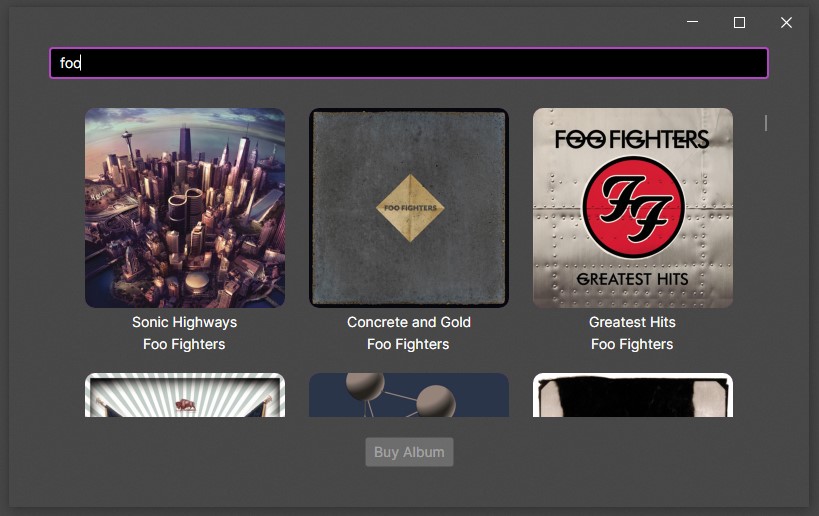 foo
FOO FIGHTERS
FOO FIGHTERS
FF
GREATEST HITS
Sonic Highways
Concrete and Gold
Greatest Hits
Foo Fighters
Foo Fighters
Foo Fighters
Buy Album